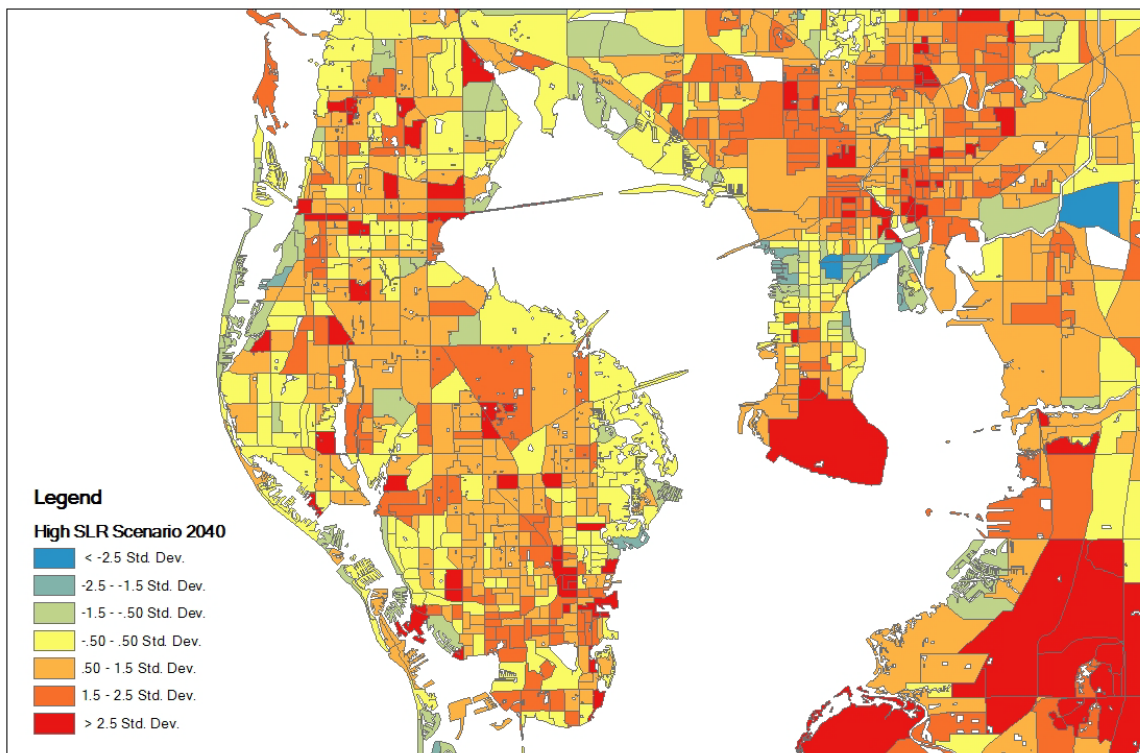 Legend
High SLR Scenario 2040
< -2.5 Std. Dev.
-2.5 - -1.5 Std. Dev.
-1.5 - -.50 Std. Dev.
-.50 - .50 Std. Dev.
.50 - 1.5 Std. Dev.
1.5 - 2.5 Std. Dev.
> 2.5 Std. Dev.